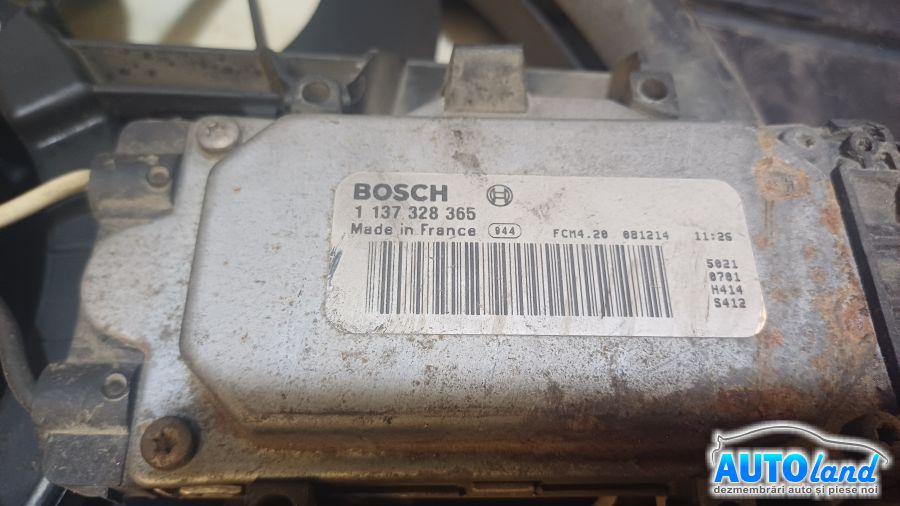 BOSCH
1 137 328 365
Made in France 944 FCM4.20 081214 11:26
5021
0701
H414
S412
AUTOland
dezmembrări auto și piese noi